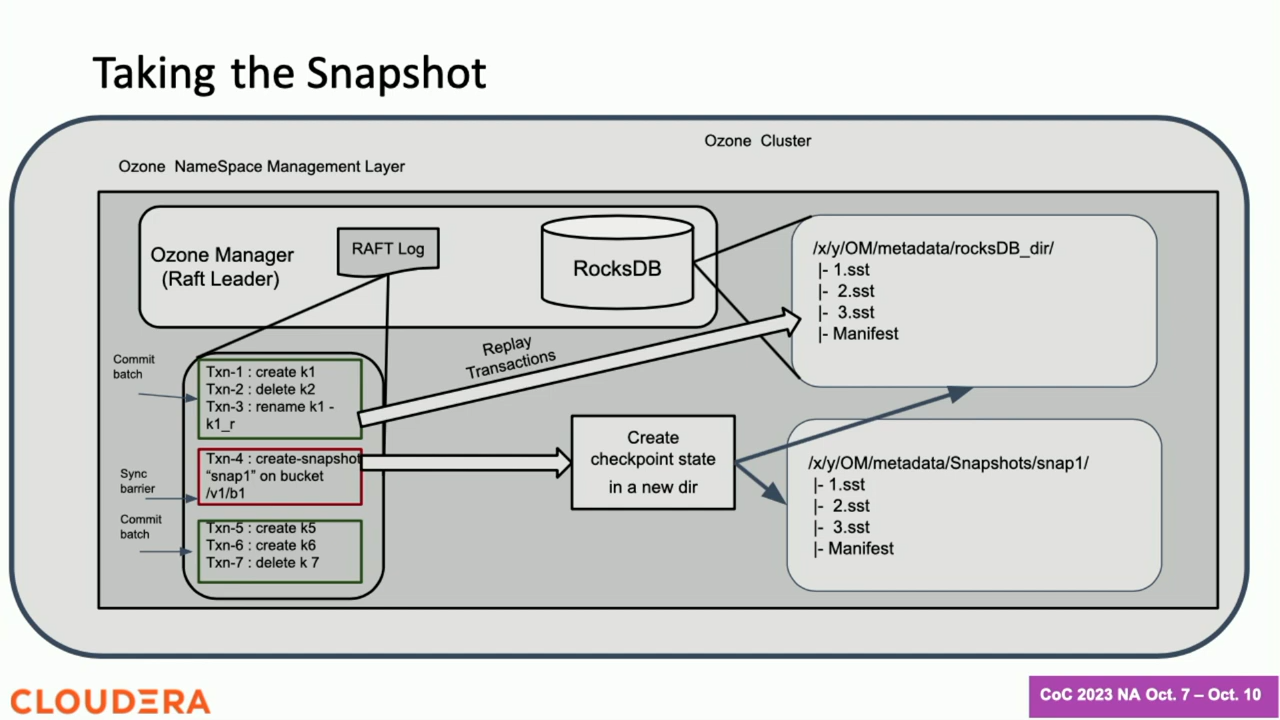 Taking the Snapshot
Ozone Cluster
Ozone NameSpace Management Layer
Ozone Manager
(Raft Leader)
RAFT Log
RocksDB
/x/y/OM/metadata/rocksDB_dir/
|- 1.sst
|- 2.sst
|- 3.sst
|- Manifest
Replay
Transactions
Commit
batch
Txn-1 : create k1
Txn-2 : delete k2
Txn-3 : rename k1 -
k1_r
Sync
barrier
Txn-4 : create-snapshot
“snap1” on bucket
/v1/b1
Commit
batch
Txn-5 : create k5
Txn-6 : create k6
Txn-7 : delete k 7
Create
checkpoint state
in a new dir
/x/y/OM/metadata/Snapshots/snap1/
|- 1.sst
|- 2.sst
|- 3.sst
|- Manifest
CLOUDERA
CoC 2023 NA Oct. 7 – Oct. 10